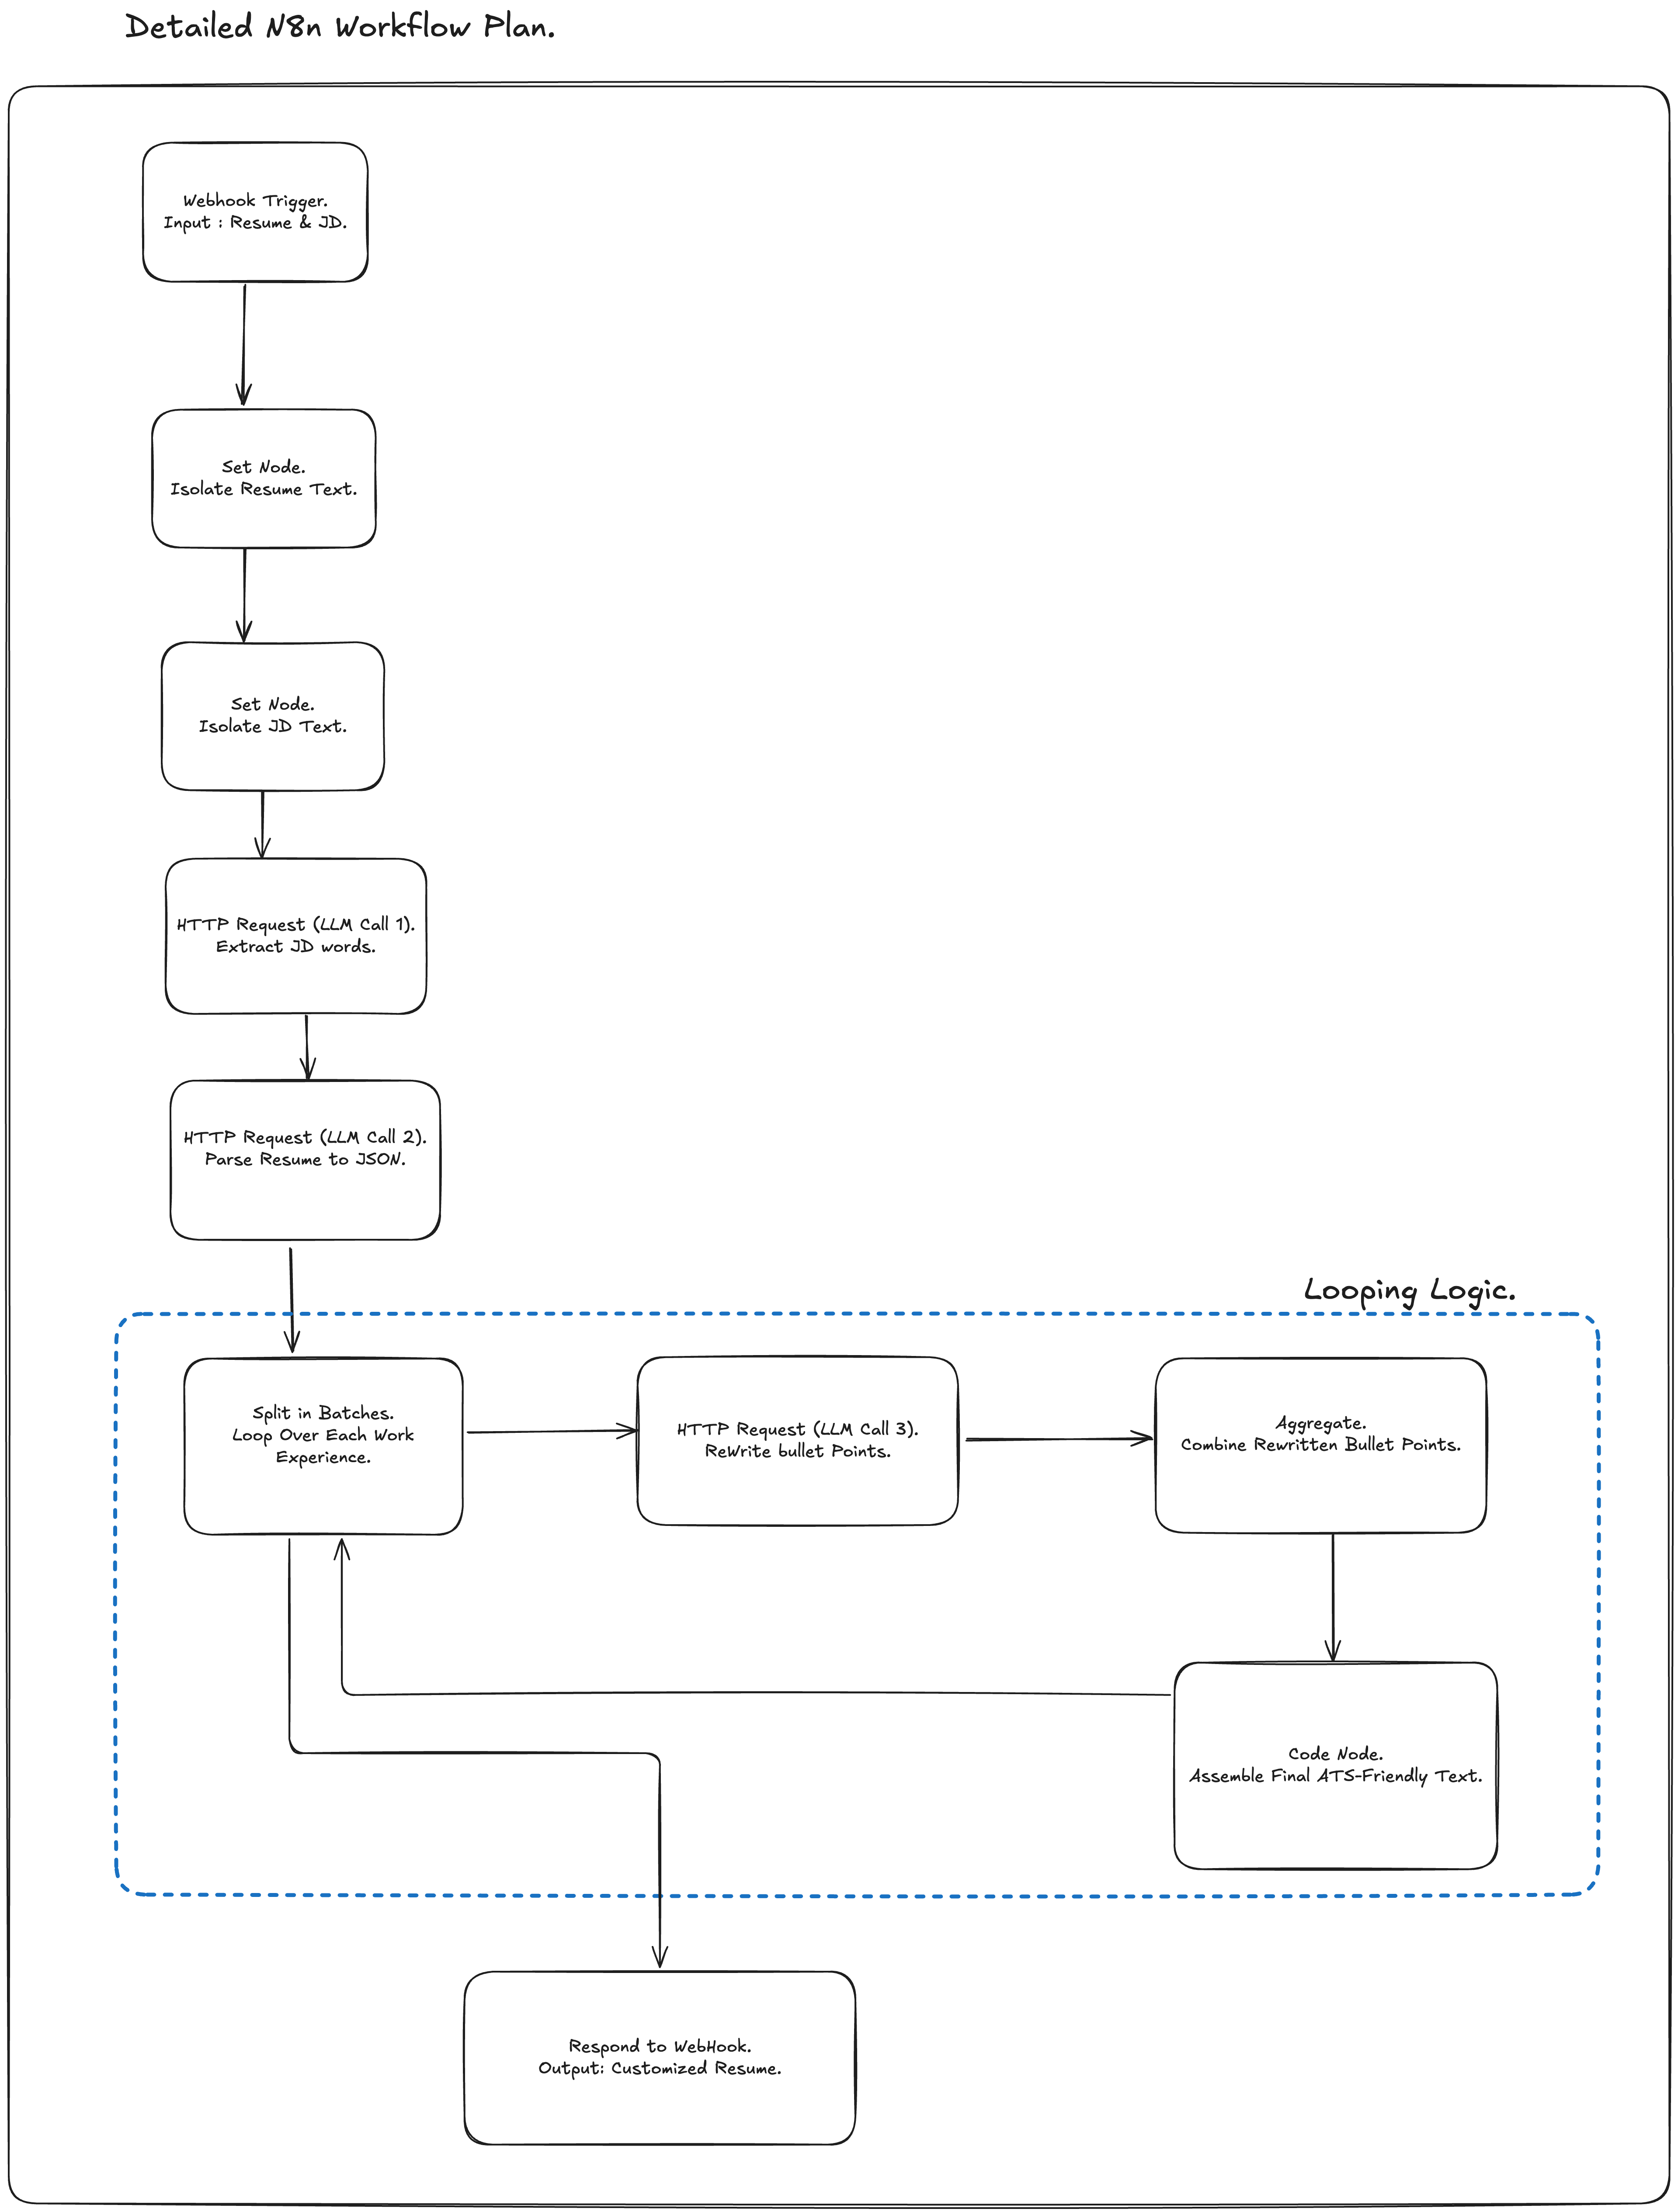 Detailed N8n Workflow Plan.
Webhook Trigger.
Input : Resume & JD.
Set Node.
Isolate Resume Text.
Set Node.
Isolate JD Text.
HTTP Request (LLM Call 1).
Extract JD words.
HTTP Request (LLM Call 2).
Parse Resume to JSON.
Looping Logic.
Split in Batches.
Loop Over Each Work
Experience.
HTTP Request (LLM Call 3).
ReWrite bullet Points.
Aggregate.
Combine Rewritten Bullet Points.
Code Node.
Assemble Final ATS-Friendly Text.
Respond to WebHook.
Output: Customized Resume.